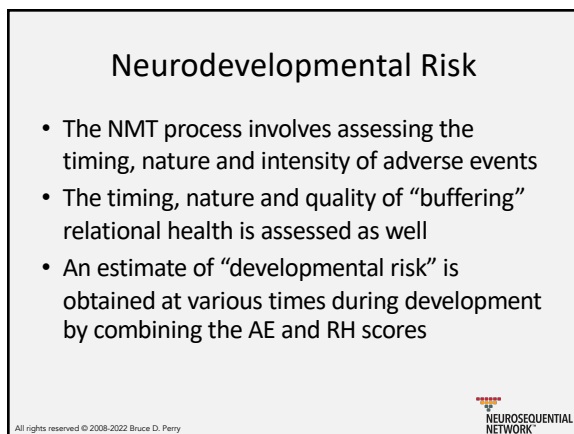 Neurodevelopmental Risk
• The NMT process involves assessing the
timing, nature and intensity of adverse events
• The timing, nature and quality of “buffering”
relational health is assessed as well
• An estimate of “developmental risk” is
obtained at various times during development
by combining the AE and RH scores
All rights reserved © 2008-2022 Bruce D. Perry
NEUROSEQUENTIAL
NETWORK™